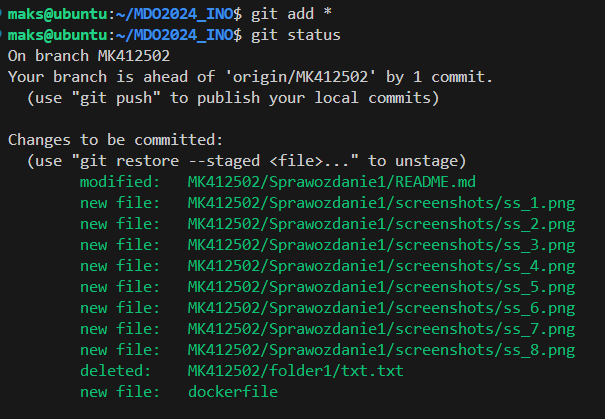 maks@ubuntu:~/MDO2024_INO$ git add *
maks@ubuntu:~/MDO2024_INO$ git status
On branch MK412502
Your branch is ahead of 'origin/MK412502' by 1 commit.
  (use "git push" to publish your local commits)

Changes to be committed:
  (use "git restore --staged <file>..." to unstage)
        modified:   MK412502/Sprawozdanie1/README.md
        new file:   MK412502/Sprawozdanie1/screenshots/ss_1.png
        new file:   MK412502/Sprawozdanie1/screenshots/ss_2.png
        new file:   MK412502/Sprawozdanie1/screenshots/ss_3.png
        new file:   MK412502/Sprawozdanie1/screenshots/ss_4.png
        new file:   MK412502/Sprawozdanie1/screenshots/ss_5.png
        new file:   MK412502/Sprawozdanie1/screenshots/ss_6.png
        new file:   MK412502/Sprawozdanie1/screenshots/ss_7.png
        new file:   MK412502/Sprawozdanie1/screenshots/ss_8.png
        deleted:    MK412502/folder1/txt.txt
        new file:   dockerfile